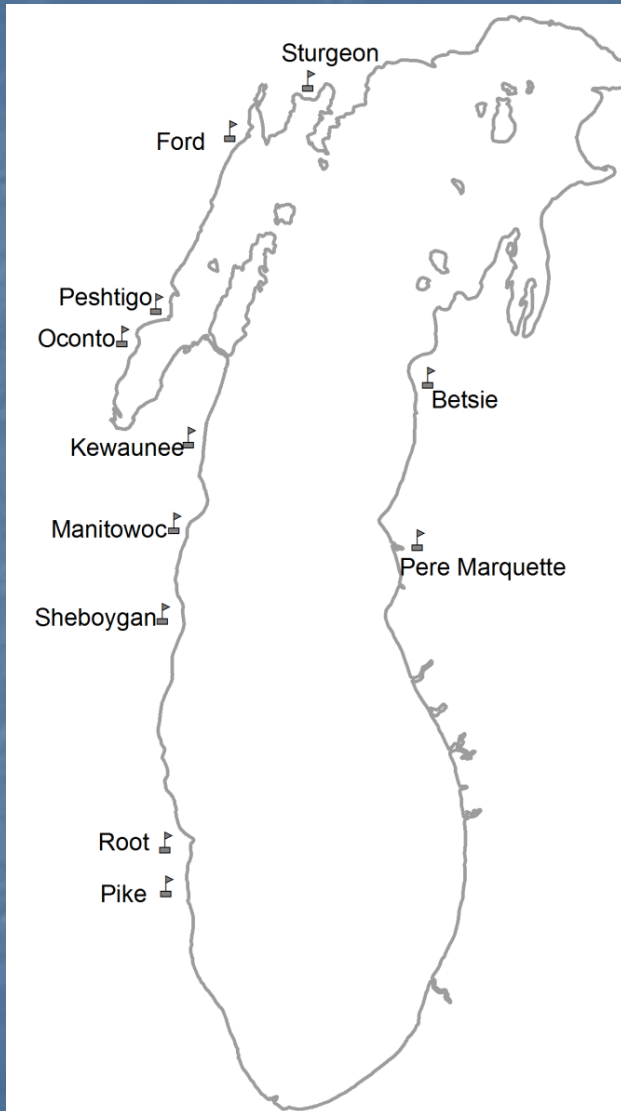 Sturgeon
Ford
Peshtigo
Oconto
Betsie
Kewaunee
Manitowoc
Pere Marquette
Sheboygan
Root
Pike